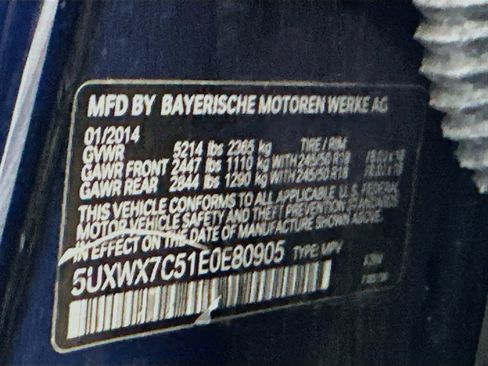 MFD BY BAYERISCHE MOTOREN WERKE AG
01/2014
GVWR 5214 lbs 2365 kg TIRE / RIM
GAWR FRONT 2447 lbs 1110 kg WITH 245/50 R18
GAWR REAR 2844 lbs 1290 kg WITH 245/50 R18
THIS VEHICLE CONFORMS TO ALL APPLICABLE U.S. FEDERAL
MOTOR VEHICLE SAFETY AND THEFT PREVENTION STANDARDS
IN EFFECT ON THE DATE OF MANUFACTURE SHOWN ABOVE.
5UXWX7C51E0E80905 TYPE: MPV